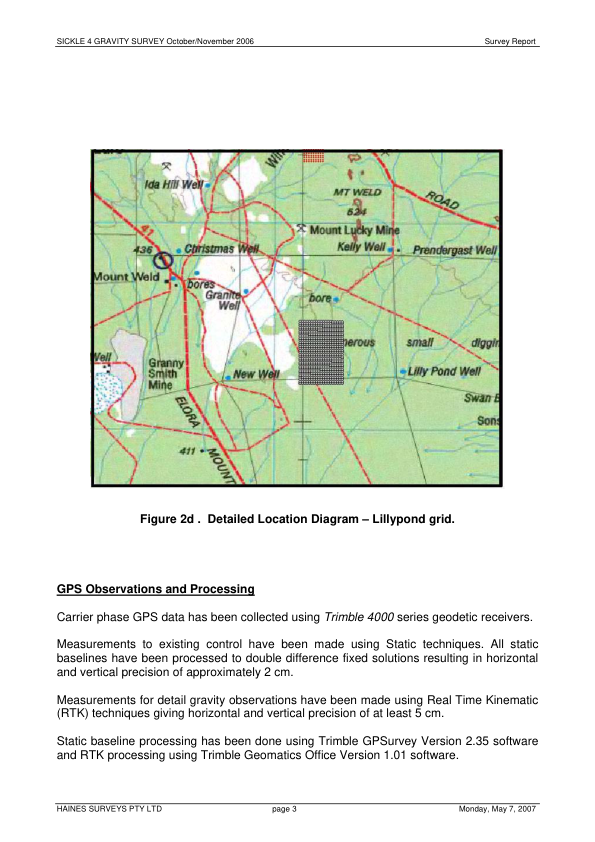 SICKLE 4 GRAVITY SURVEY October/November 2006 Survey Report
Ida Hill Well
MT WELD
524
ROAD
41
Mount Lucky Mine
436
Christmas Well
Kelly Well
Prendergast Well
Mount Weld
bores
Granite
Well
bore
nerous small diggin
Well
Granny
Smith
Mine
New Well
Lilly Pond Well
Swan
Sons
ELORA
411
MOUNT
Figure 2d . Detailed Location Diagram – Lillypond grid.
GPS Observations and Processing
Carrier phase GPS data has been collected using Trimble 4000 series geodetic receivers.
Measurements to existing control have been made using Static techniques. All static
baselines have been processed to double difference fixed solutions resulting in horizontal
and vertical precision of approximately 2 cm.
Measurements for detail gravity observations have been made using Real Time Kinematic
(RTK) techniques giving horizontal and vertical precision of at least 5 cm.
Static baseline processing has been done using Trimble GPSurvey Version 2.35 software
and RTK processing using Trimble Geomatics Office Version 1.01 software.
HAINES SURVEYS PTY LTD page 3 Monday, May 7, 2007